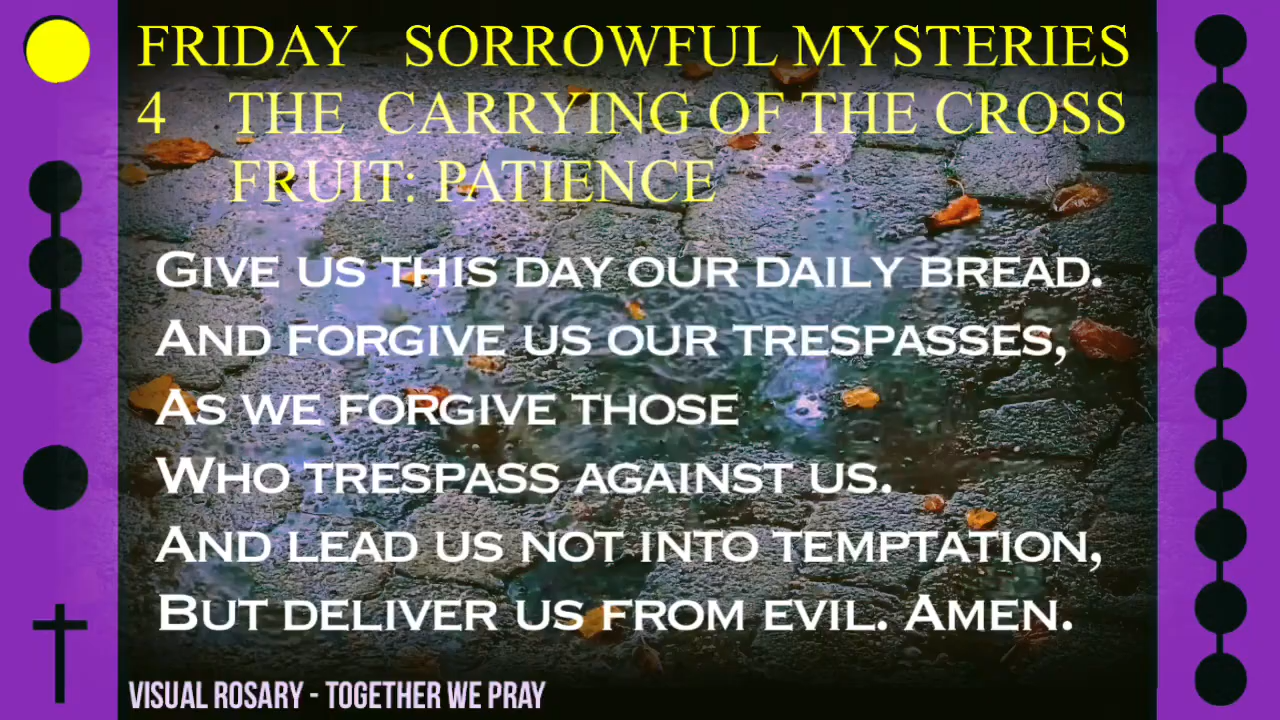 FRIDAY SORROWFUL MYSTERIES
4 THE CARRYING OF THE CROSS
FRUIT: PATIENCE
GIVE US THIS DAY OUR DAILY BREAD.
AND FORGIVE US OUR TRESPASSES,
AS WE FORGIVE THOSE
WHO TRESPASS AGAINST US.
AND LEAD US NOT INTO TEMPTATION,
BUT DELIVER US FROM EVIL. AMEN.
VISUAL ROSARY - TOGETHER WE PRAY